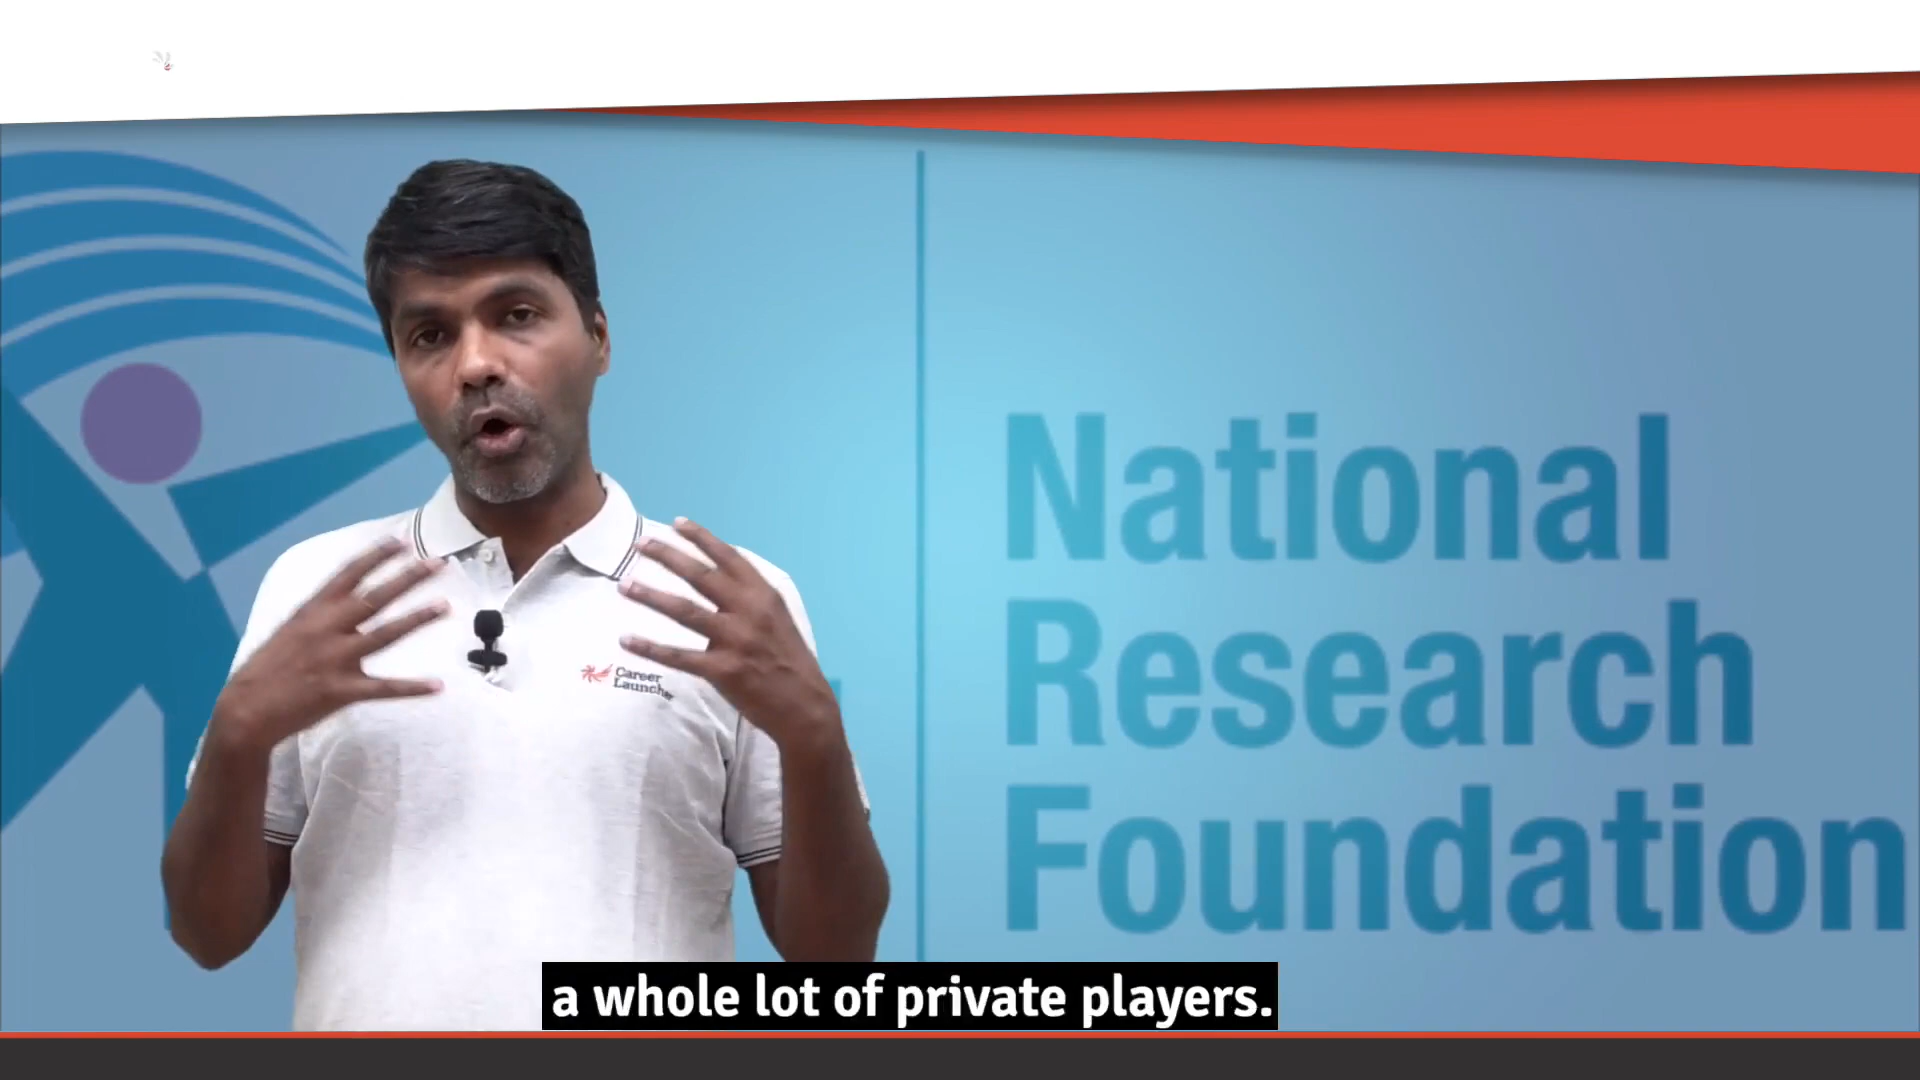 National
Research
Foundation
Career
Launcher
a whole lot of private players.